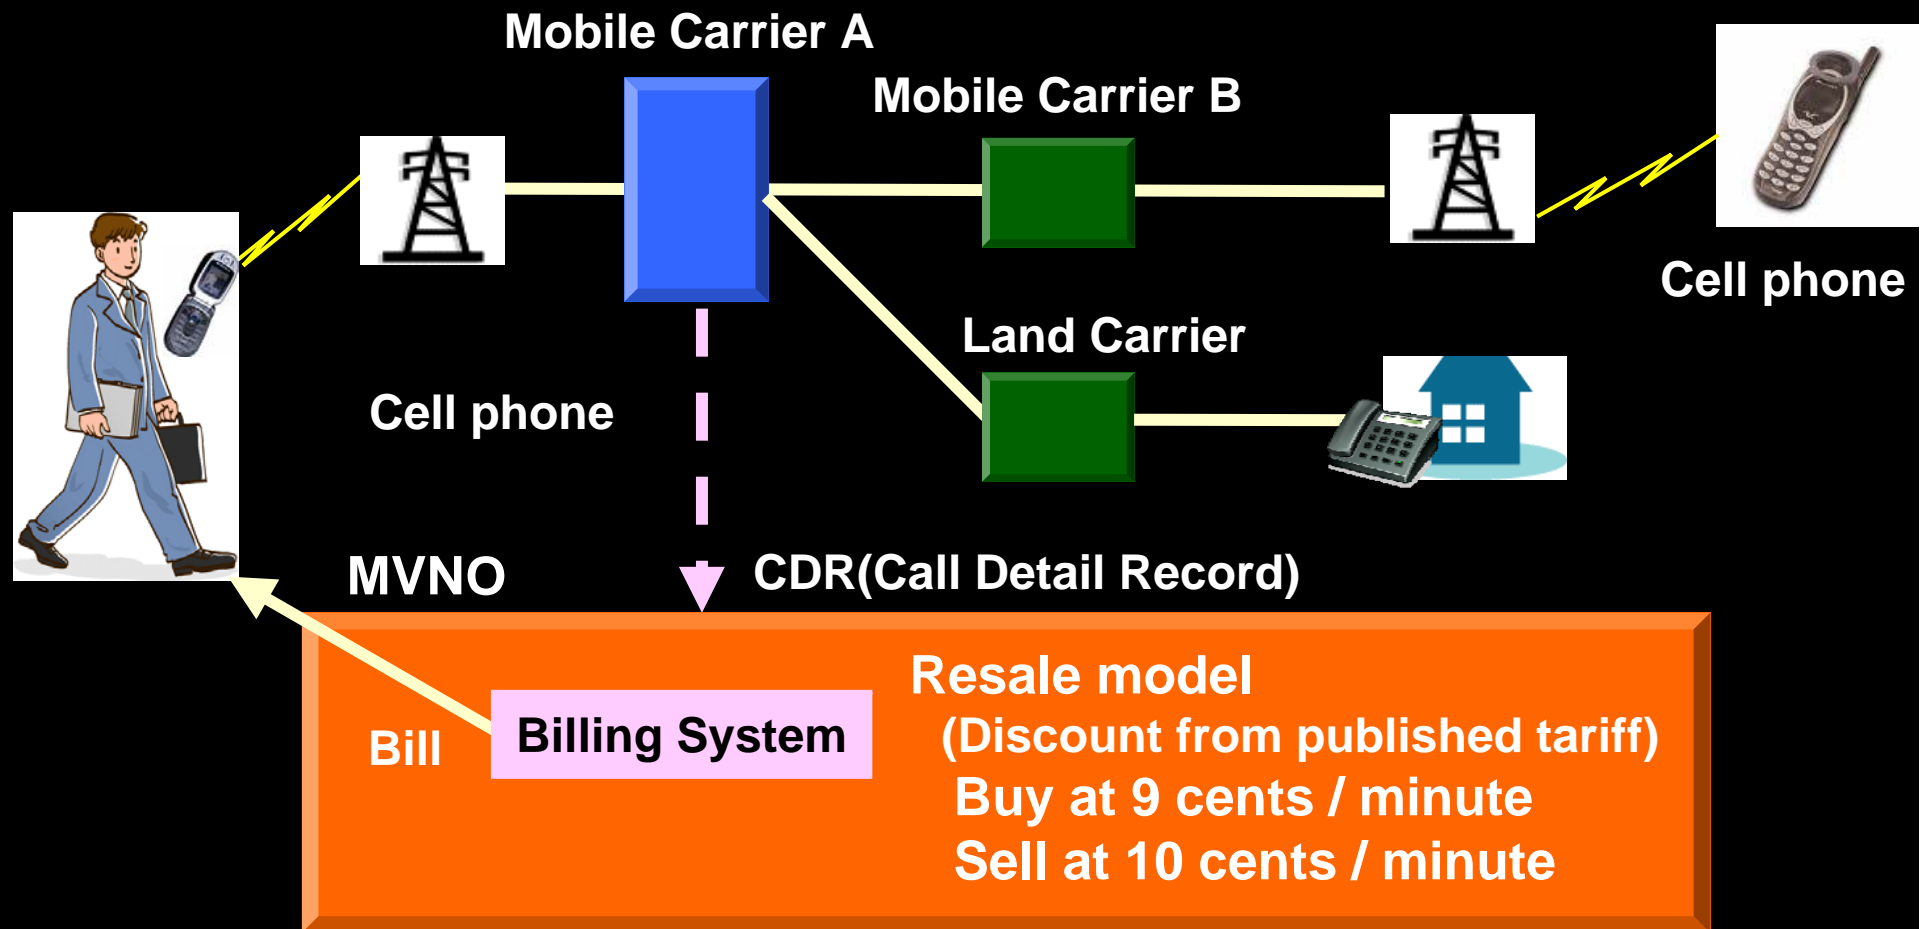 Mobile Carrier A
Mobile Carrier B
Cell phone
Land Carrier
Cell phone
MVNO
CDR(Call Detail Record)
Resale model
(Discount from published tariff)
Bill
Billing System
Buy at 9 cents / minute
Sell at 10 cents / minute